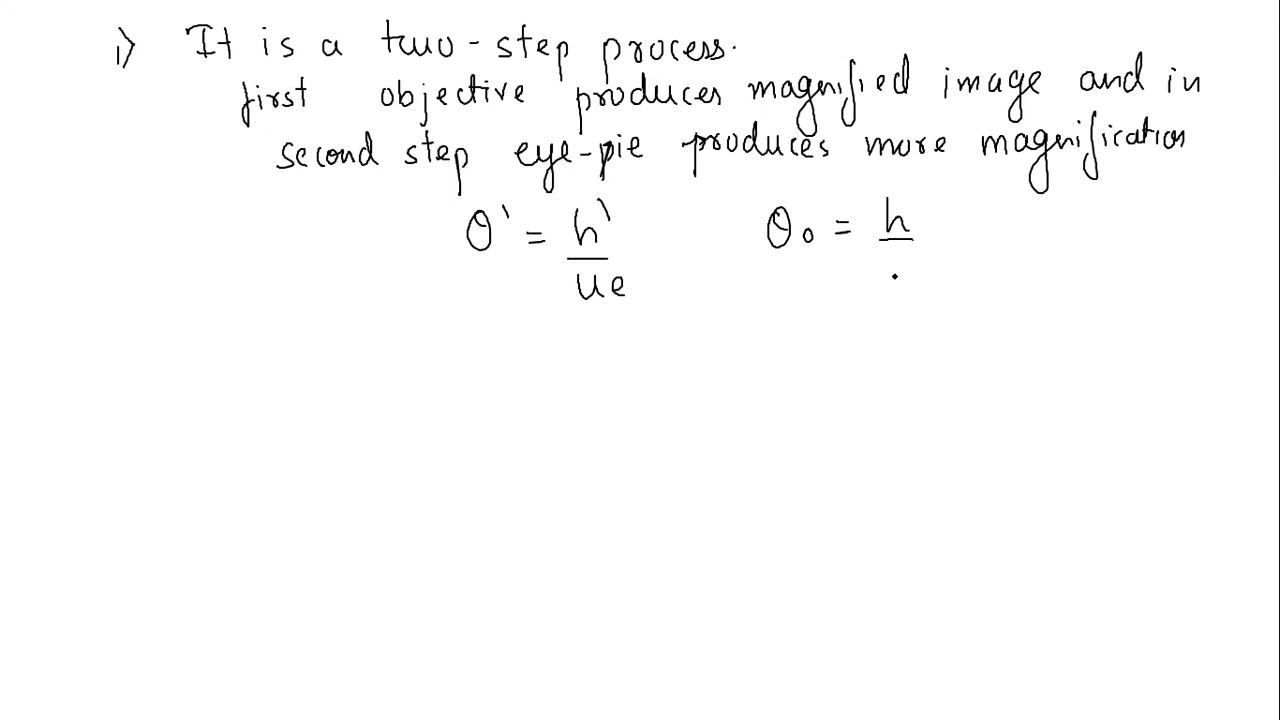 1) It is a two-step process.
first objective produces magnified image and in
second step eye-pie produces more magnification
θ' = h'/ue θ₀ = h/.